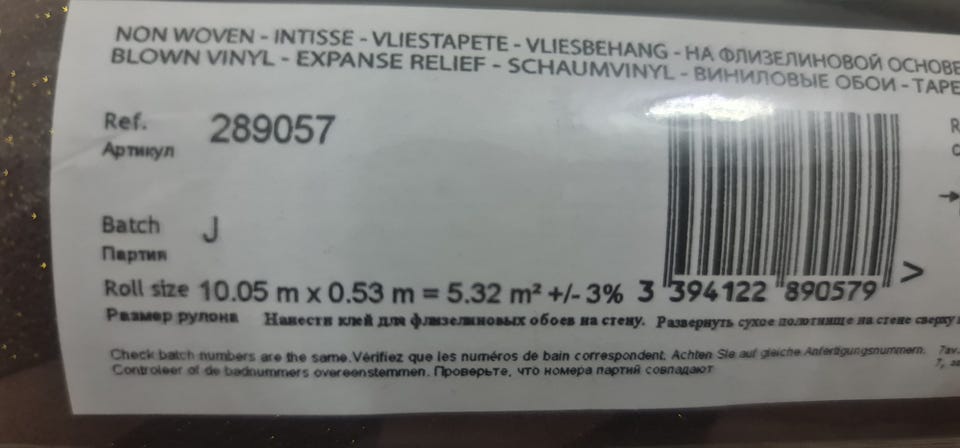 NON WOVEN - INTISSE - VLIESTAPETE - VLIESBEHANG - НА ФЛИЗЕЛИНОВОЙ ОСНОВЕ
BLOWN VINYL - EXPANSE RELIEF - SCHAUMVINYL - ВИНИЛОВЫЕ ОБОИ - ТАРЕ
Ref. 289057
Артикул
Batch J
Партия
Roll size 10.05 m x 0.53 m = 5.32 m² +/- 3% 3 394122 890579 >
Размер рулона Нанести клей для флизелиновых обоев на стену. Развернуть сухое полотнище на стене сверху
Check batch numbers are the same. Vérifiez que les numéros de bain correspondent. Achten Sie auf gleiche Anfertigungsnummern.
Controleer of de badnummers overeenstemmen. Проверьте, что номера партий совпадают